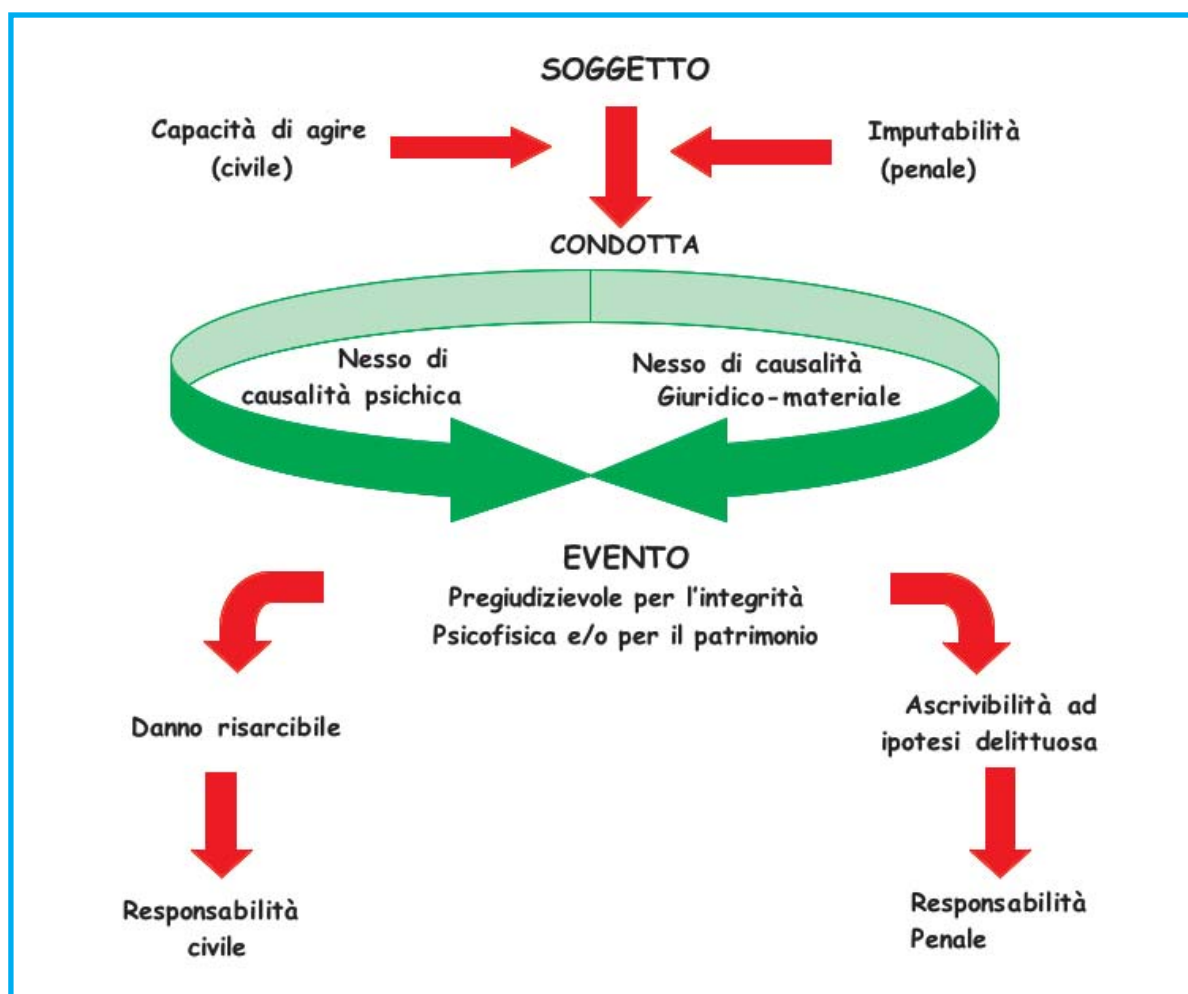 SOGGETTO
Capacità di agire
(civile)
Imputabilità
(penale)
CONDOTTA
Nesso di
causalità psichica
Nesso di causalità
Giuridico-materiale
EVENTO
Pregiudizievole per l'integrità
Psicofisica e/o per il patrimonio
Danno risarcibile
Ascrivibilità ad
ipotesi delittuosa
Responsabilità
civile
Responsabilità
Penale